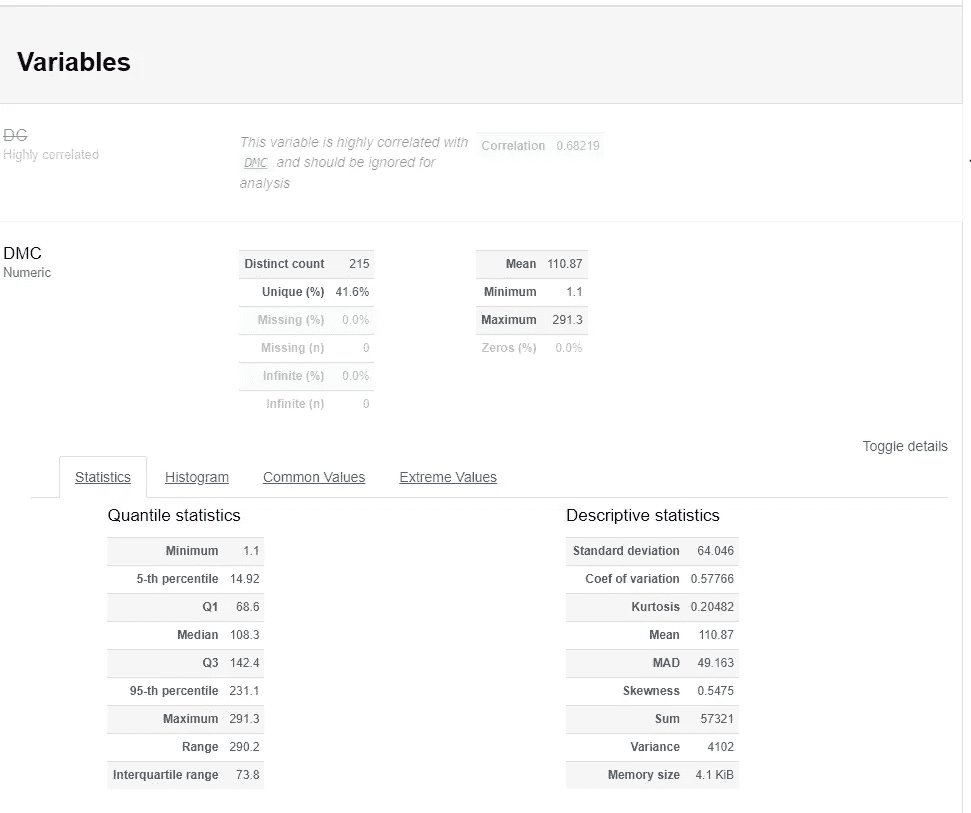 Variables
DC
Highly correlated
This variable is highly correlated with
DMC and should be ignored for
analysis
Correlation 0.68219
DMC
Numeric
Distinct count 215
Unique (%) 41.6%
Missing (%) 0.0%
Missing (n) 0
Infinite (%) 0.0%
Infinite (n) 0
Mean 110.87
Minimum 1.1
Maximum 291.3
Zeros (%) 0.0%
Toggle details
Statistics Histogram Common Values Extreme Values
Quantile statistics
Minimum 1.1
5-th percentile 14.92
Q1 68.6
Median 108.3
Q3 142.4
95-th percentile 231.1
Maximum 291.3
Range 290.2
Interquartile range 73.8
Descriptive statistics
Standard deviation 64.046
Coef of variation 0.57766
Kurtosis 0.20482
Mean 110.87
MAD 49.163
Skewness 0.5475
Sum 57321
Variance 4102
Memory size 4.1 KiB